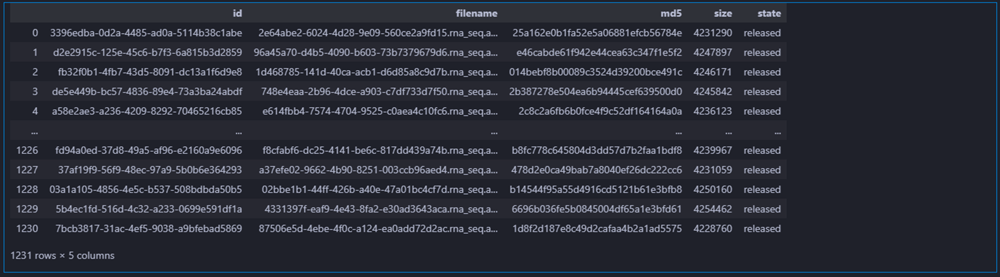 id filename md5 size state
0 3396edba-0d2a-4485-ad0a-5114b38c1abe 2e64abe2-6024-4d28-9e09-560ce2a9fd15.rna_seq.a... 25a162e0b1fa52e5a06881efcb56784e 4231290 released
1 d2e2915c-125e-45c6-b7f3-6a815b3d2859 96a45a70-d4b5-4090-b603-73b7379679d6.rna_seq.a... e46cabde61f942e44cea63c347f1e5f2 4247897 released
2 fb32f0b1-4fb7-43d5-8091-dc13a1f6d9e8 1d468785-141d-40ca-acb1-d6d85a8c9d7b.rna_seq.a... 014bebf8b00089c3524d39200bce491c 4246171 released
3 de5e449b-bc57-4836-89e4-73a3ba24abdf 748e4eaa-2b96-4dce-a903-c7df733d7f50.rna_seq.a... 2b387278e504ea6b94445cef639500d0 4245842 released
4 a58e2ae3-a236-4209-8292-70465216cb85 e614fbb4-7574-4704-9525-c0aea4c10fc6.rna_seq.a... 2c8c2a6fb6b0fce4f9c52df164164a0a 4236123 released
... ... ... ... ... ...
1226 fd94a0ed-37d8-49a5-af96-e2160a9e6096 f8cfabf6-dc25-4141-be6c-817dd439a74b.rna_seq.a... b8fc778c645804d3dd57d7b2faa1bdf8 4239967 released
1227 37af19f9-56f9-48ec-97a9-5b0b6e364293 a37efe02-9662-4b90-8251-003ccb96aed4.rna_seq.a... 478d2e0ca49bab7a8040ef26dc222cc6 4231059 released
1228 03a1a105-4856-4e5c-b537-508bdbda50b5 02bbe1b1-44ff-426b-a40e-47a01bc4cf7d.rna_seq.a... b14544f95a55d4916cd5121b61e3bfb8 4250160 released
1229 5b4ec1fd-516d-4c32-a233-0699e591df1a 4331397f-eaf9-4e43-8fa2-e30ad3643aca.rna_seq.a... 6696b036fe5b0845004df65a1e3bfd61 4254462 released
1230 7bcb3817-31ac-4ef5-9038-a9bfebad5869 87506e5d-4ebe-4f0c-a124-ea0add72d2ac.rna_seq.a... 1d8f2d187e8c49d2cafaa4b2a1ad5575 4228760 released
1231 rows × 5 columns